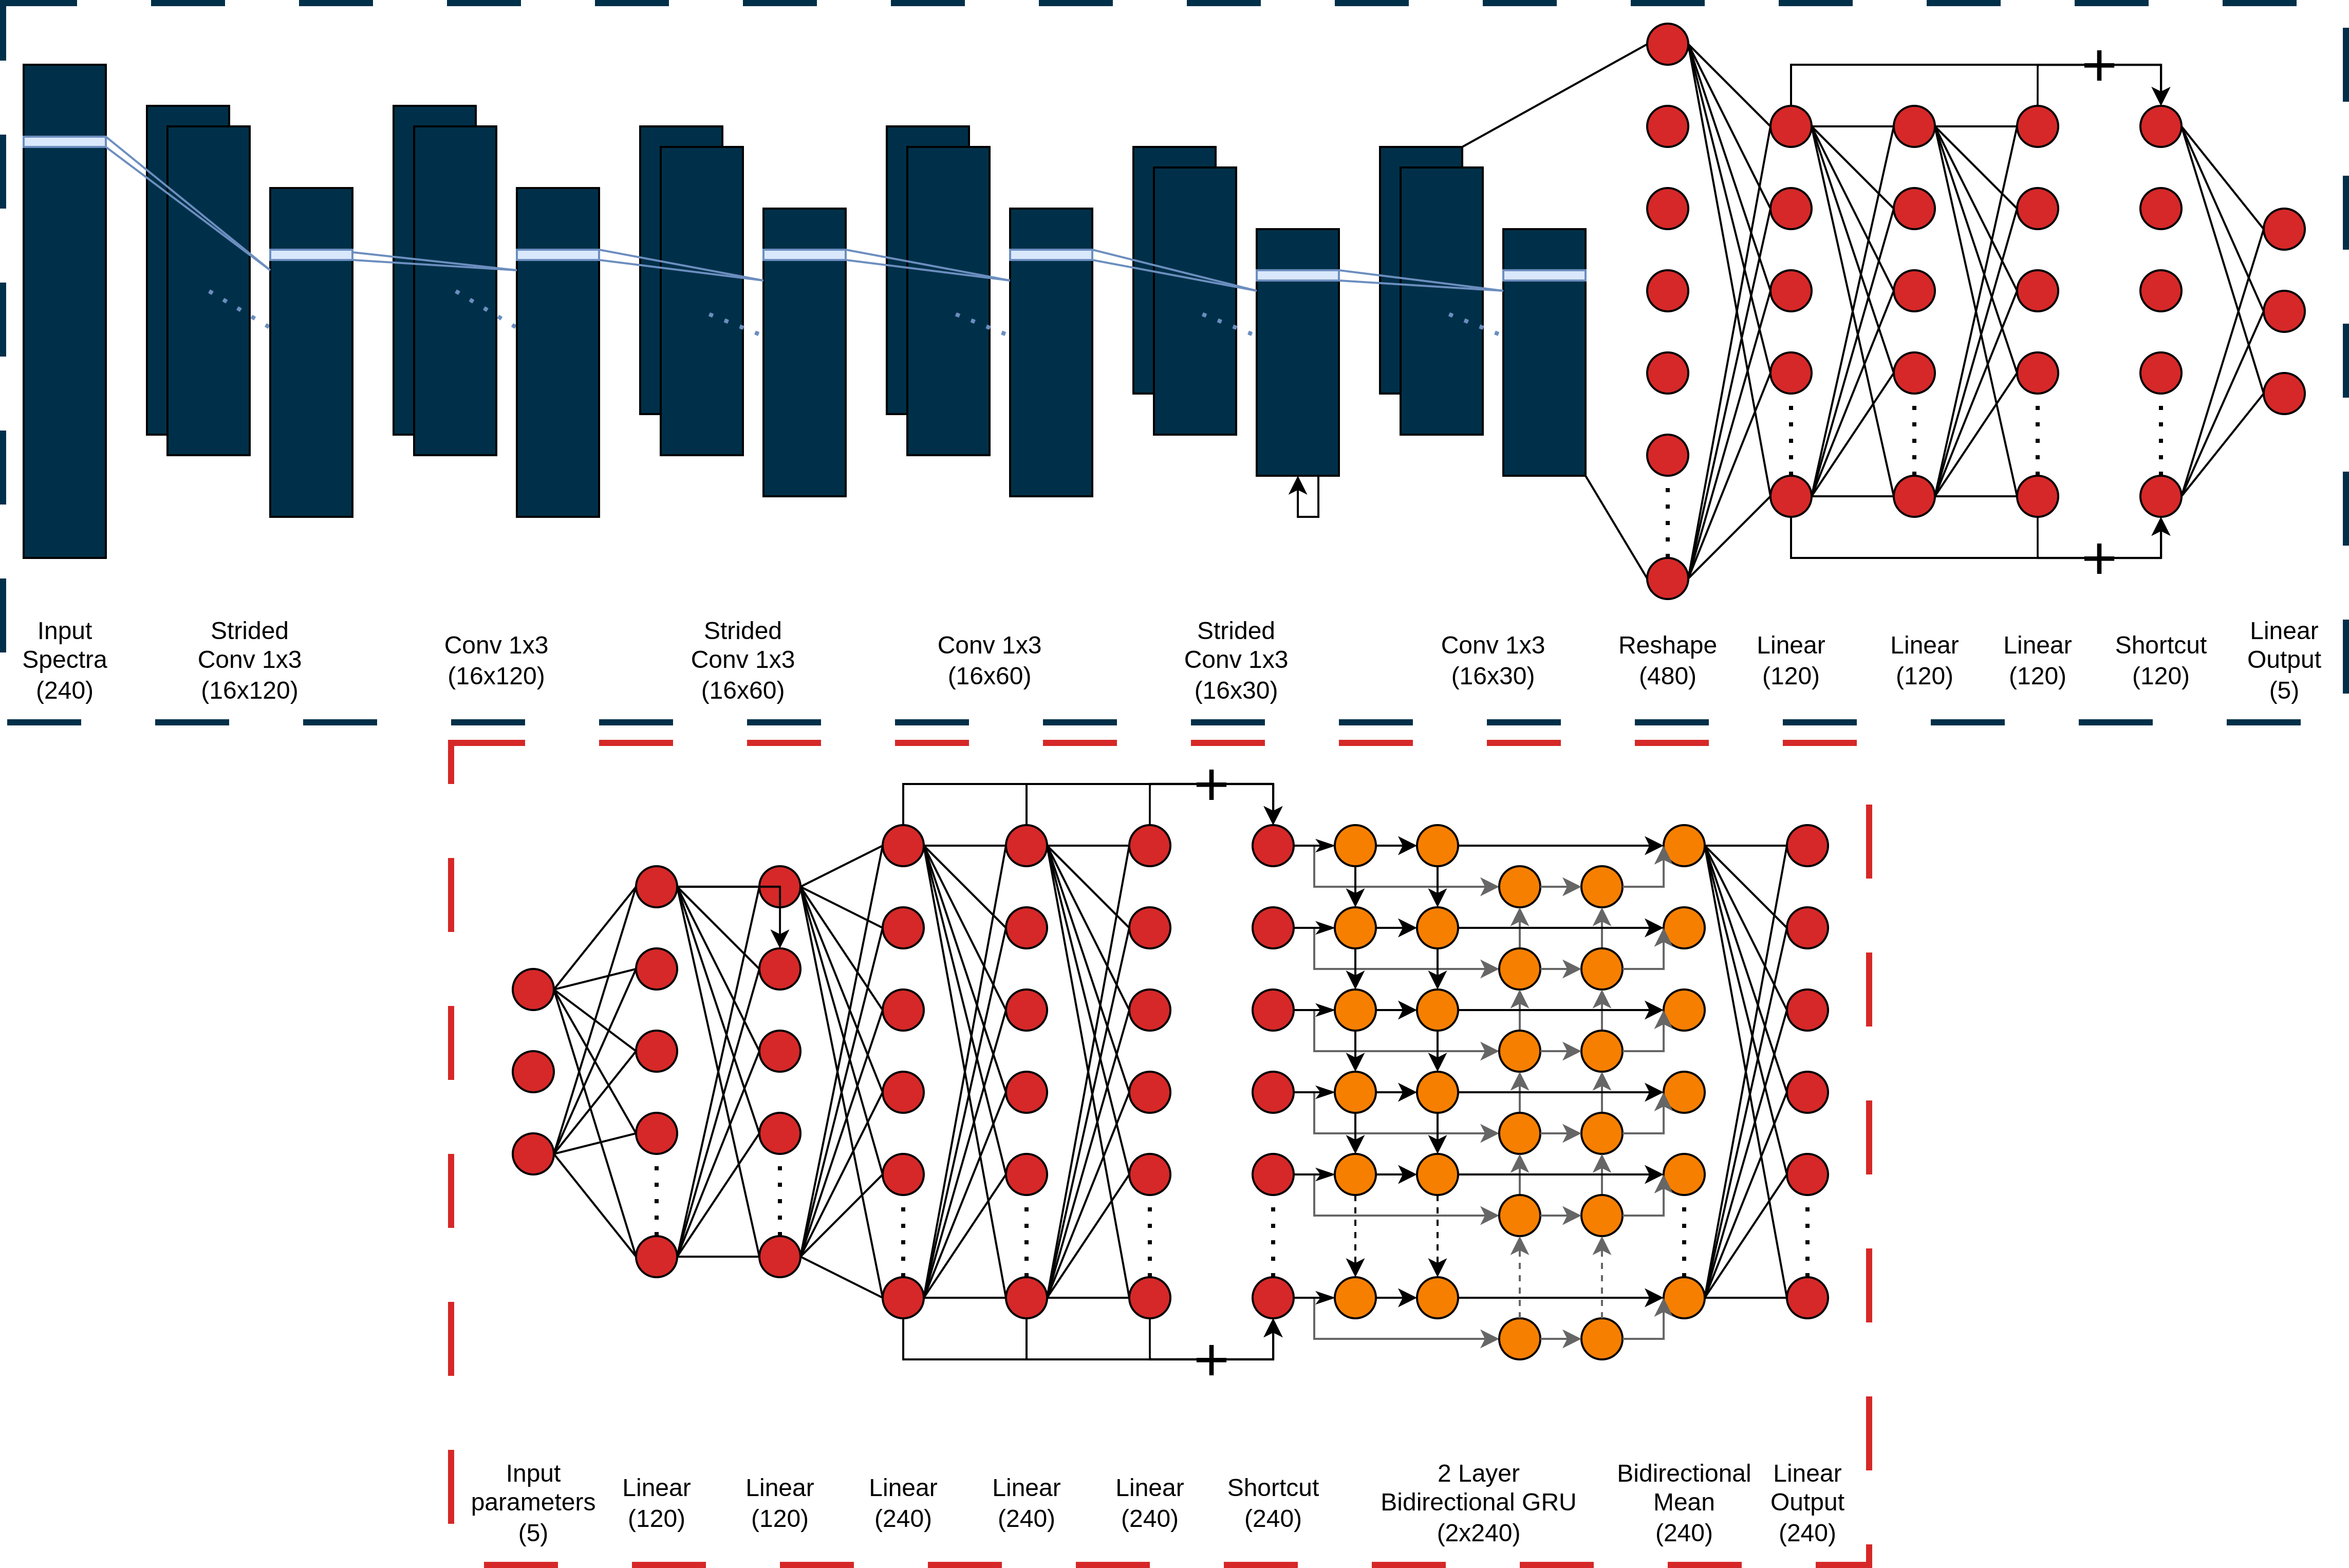 Input
Spectra
(240)
Strided
Conv 1x3
(16x120)
Conv 1x3
(16x120)
Strided
Conv 1x3
(16x60)
Conv 1x3
(16x60)
Strided
Conv 1x3
(16x30)
Conv 1x3
(16x30)
Reshape
(480)
Linear
(120)
Linear
(120)
Linear
(120)
Shortcut
(120)
Linear
Output
(5)
Input
parameters
(5)
Linear
(120)
Linear
(120)
Linear
(240)
Linear
(240)
Linear
(240)
Shortcut
(240)
2 Layer
Bidirectional GRU
(2x240)
Bidirectional
Mean
(240)
Linear
Output
(240)